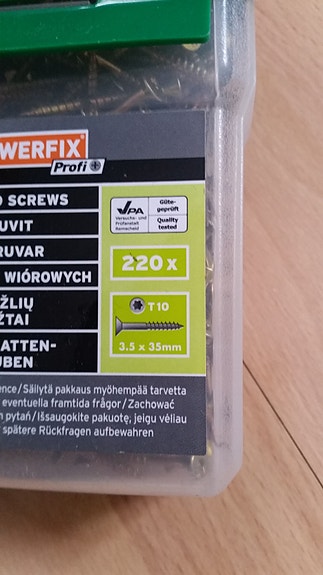 WERFIX
Profi
SCREWS
UVIT
RUVAR
WIÓROWYCH
ŽLIŲ
ŽTAI
ATTEN-
UBEN
VPA
Versuchs- und
Prüfanstalt
Remscheid
Güte-
geprüft
Quality
tested
220 x
T10
3.5 x 35mm
ence/Säilytä pakkaus myöhempää tarvetta
eventuella framtida frågor/Zachować
n pytań/Išsaugokite pakuotę, jeigu vėliau
spätere Rückfragen aufbewahren